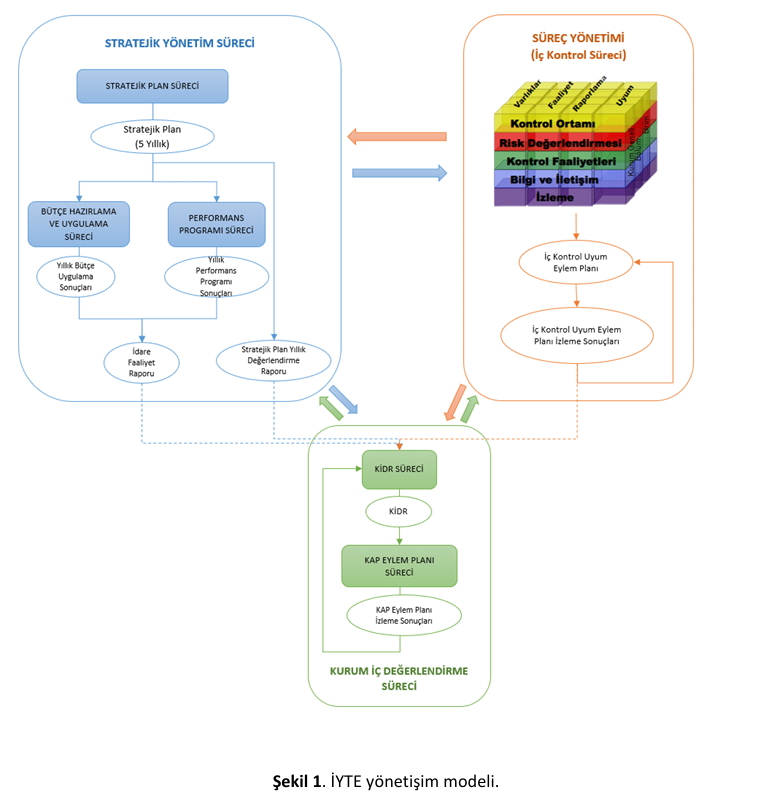 STRATEJİK YÖNETİM SÜRECİ
STRATEJİK PLAN SÜRECİ
Stratejik Plan
(5 Yıllık)
BÜTÇE HAZIRLAMA
VE UYGULAMA
SÜRECİ
PERFORMANS
PROGRAMI SÜRECİ
Yıllık Bütçe
Uygulama
Sonuçları
Yıllık
Performans
Programı
Sonuçları
İdare
Faaliyet
Raporu
Stratejik Plan Yıllık
Değerlendirme
Raporu
SÜREÇ YÖNETİMİ
(İç Kontrol Süreci)
Varlıklar
Faaliyet
Raporlama
Uyum
Kontrol Ortamı
Risk Değerlendirmesi
Kontrol Faaliyetleri
Bilgi ve İletişim
İzleme
İç Kontrol Uyum
Eylem Planı
İç Kontrol Uyum Eylem
Planı İzleme Sonuçları
KİDR SÜRECİ
KİDR
KAP EYLEM PLANI
SÜRECİ
KAP Eylem Planı
İzleme Sonuçları
KURUM İÇ DEĞERLENDİRME
SÜRECİ
Şekil 1. İYTE yönetişim modeli.